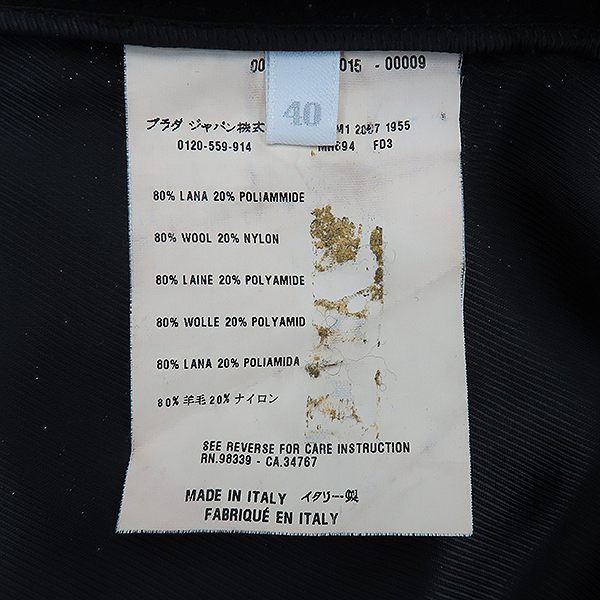 00 015 - 00009
40
プラダ ジャパン株式 M1 2057 1955
0120-559-914 MH694 FD3
80% LANA 20% POLIAMMIDE
80% WOOL 20% NYLON
80% LAINE 20% POLYAMIDE
80% WOLLE 20% POLYAMID
80% LANA 20% POLIAMIDA
80% 羊毛 20% ナイロン
SEE REVERSE FOR CARE INSTRUCTION
RN.98339 - CA.34767
MADE IN ITALY イタリー製
FABRIQUÉ EN ITALY